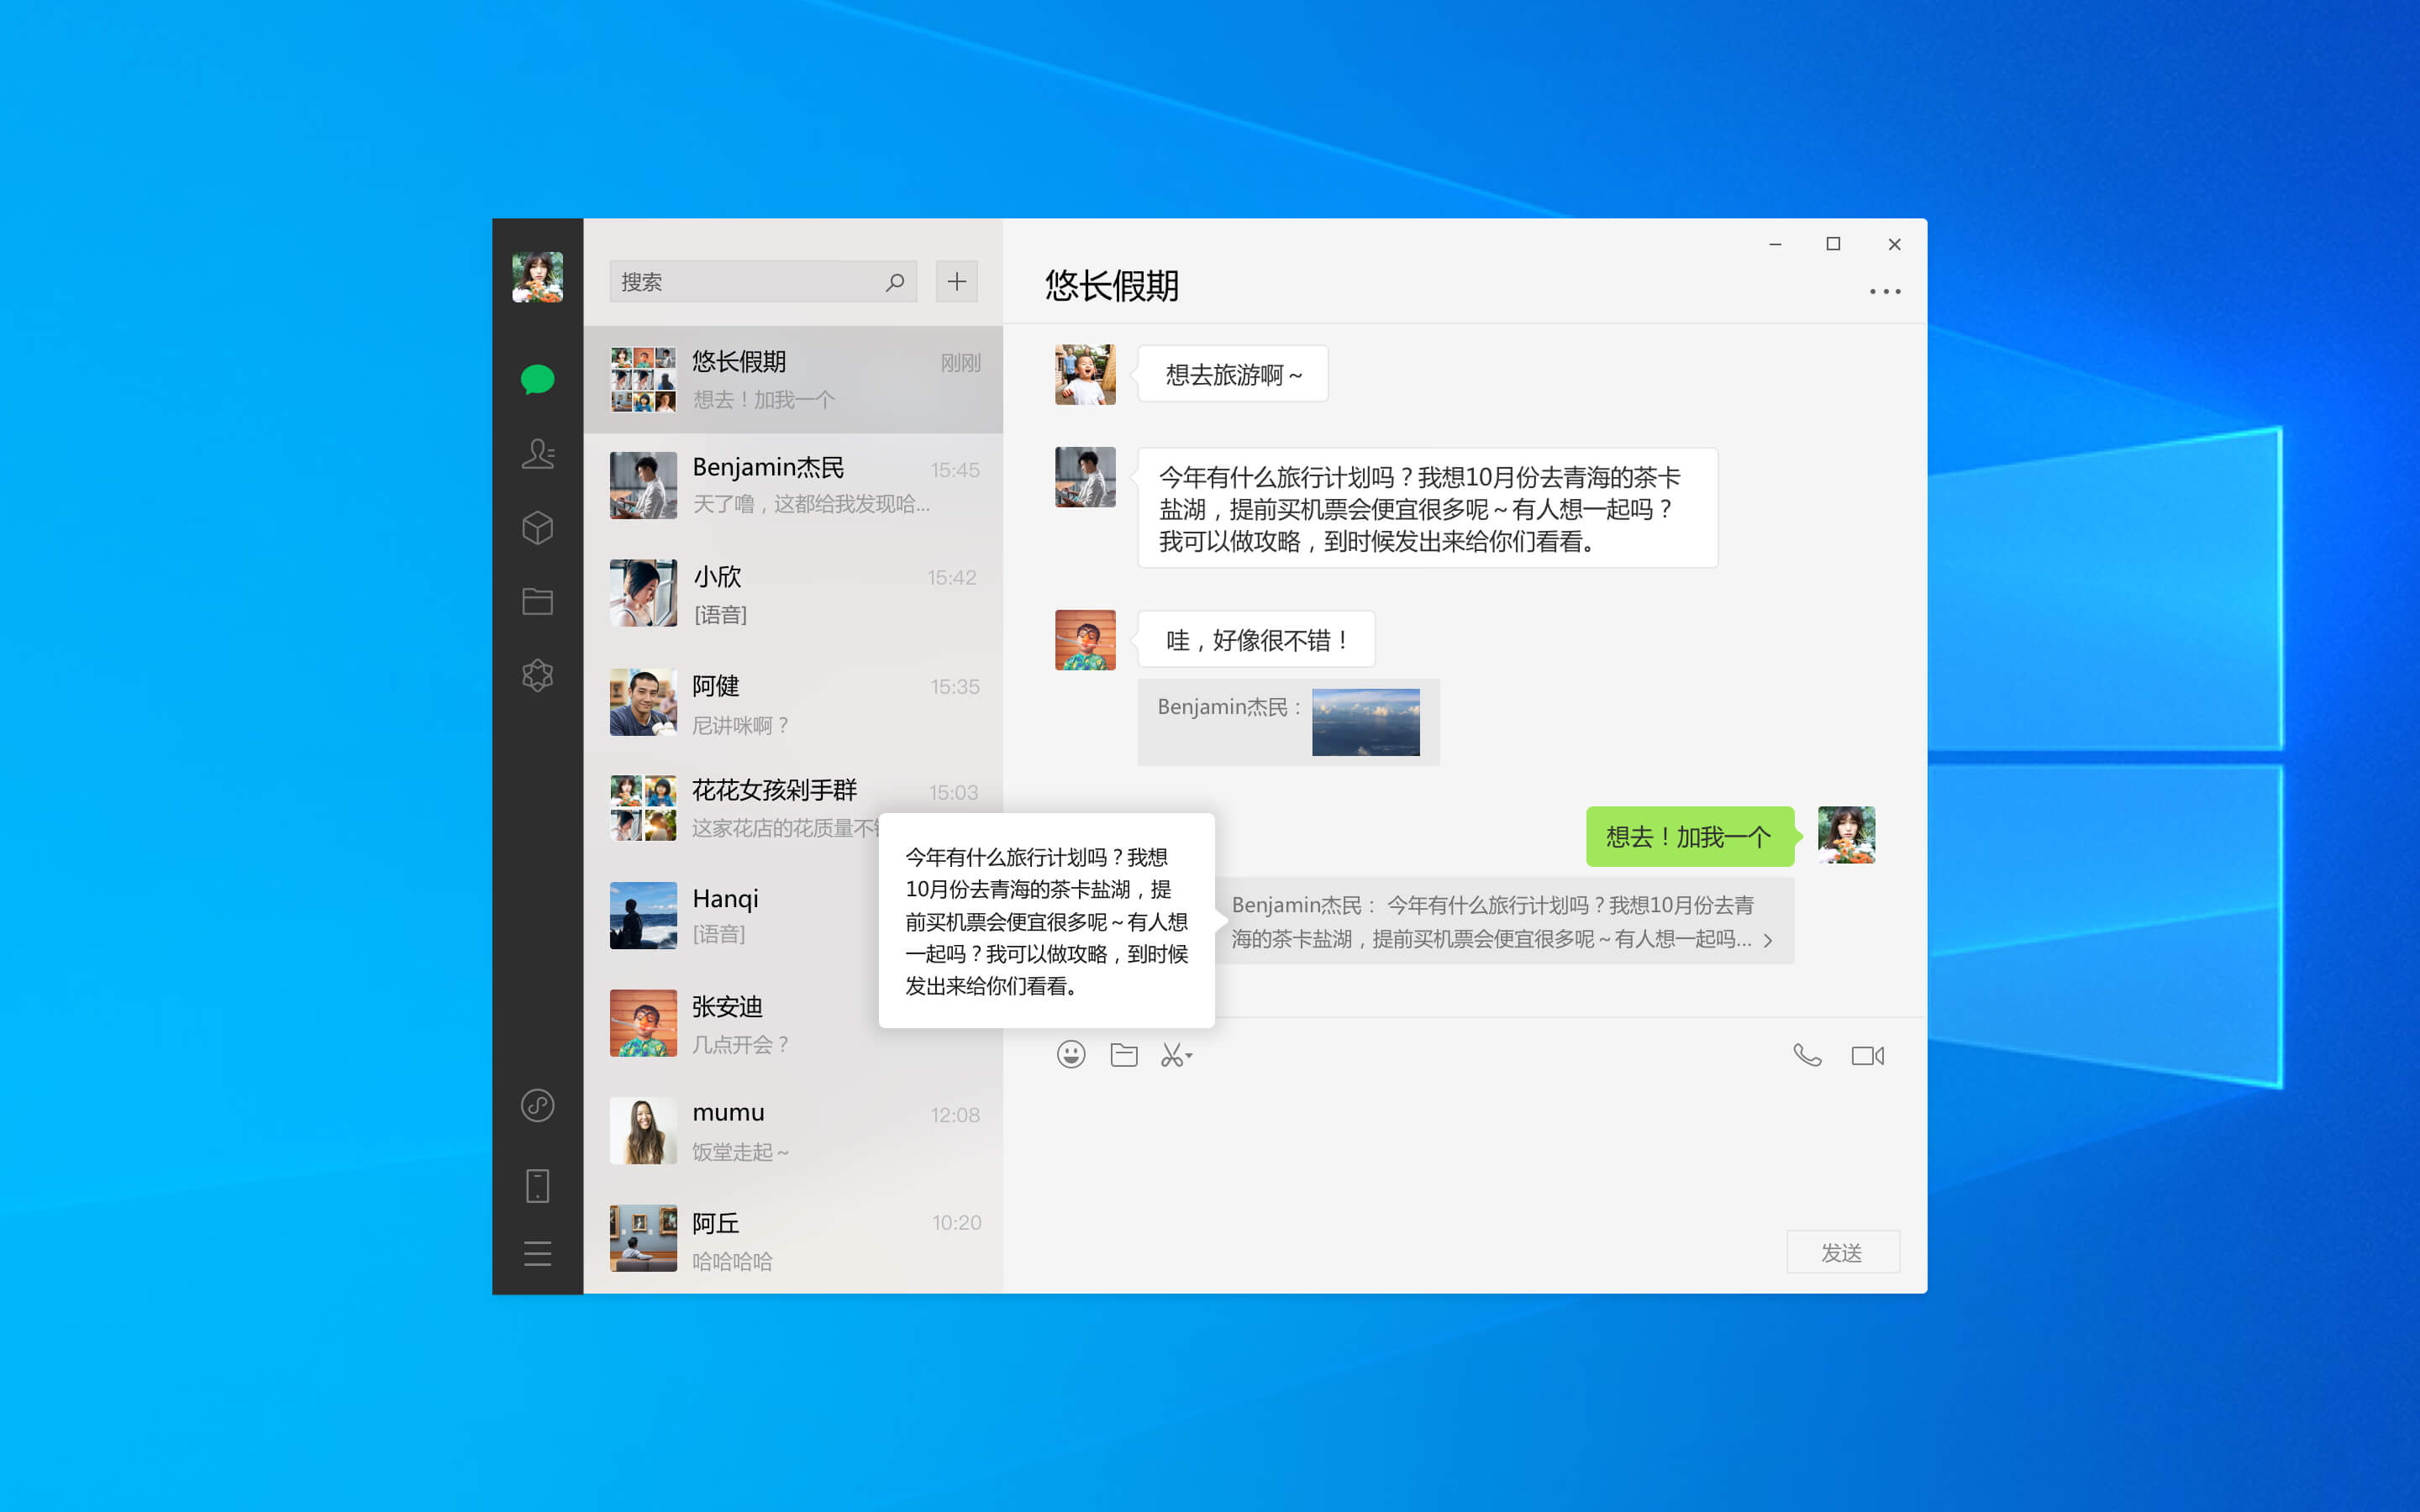 搜索
悠长假期
刚刚
想去！加我一个
Benjamin杰民
15:45
天了噜，这都给我发现哈...
小欣
15:42
[语音]
阿健
15:35
尼讲咪啊？
花花女孩剁手群
15:03
这家花店的花质量不
Hanqi
[语音]
张安迪
几点开会？
mumu
12:08
饭堂走起～
阿丘
10:20
哈哈哈哈
悠长假期
想去旅游啊～
今年有什么旅行计划吗？我想10月份去青海的茶卡
盐湖，提前买机票会便宜很多呢～有人想一起吗？
我可以做攻略，到时候发出来给你们看看。
哇，好像很不错！
Benjamin杰民：
想去！加我一个
Benjamin杰民： 今年有什么旅行计划吗？我想10月份去青
海的茶卡盐湖，提前买机票会便宜很多呢～有人想一起吗...
今年有什么旅行计划吗？我想
10月份去青海的茶卡盐湖，提
前买机票会便宜很多呢～有人想
一起吗？我可以做攻略，到时候
发出来给你们看看。
发送